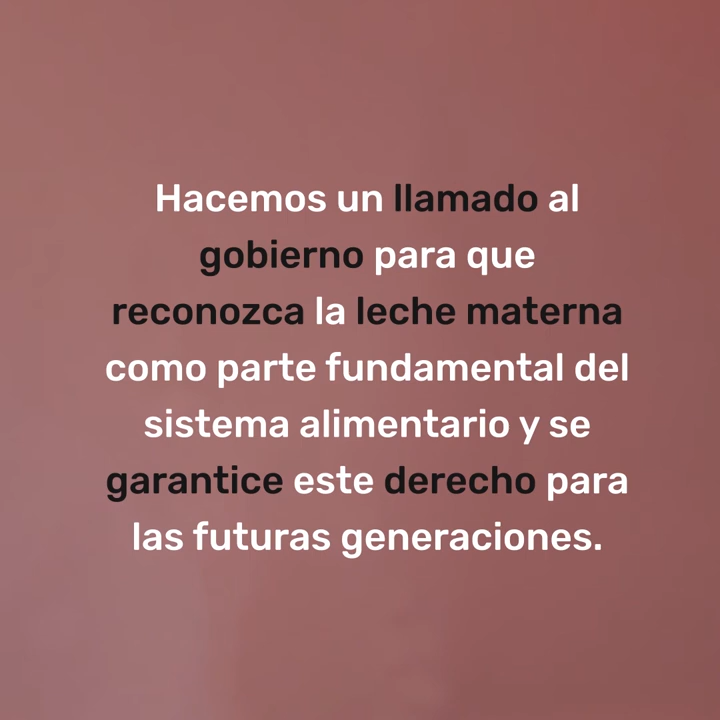 Hacemos un llamado al
gobierno para que
reconozca la leche materna
como parte fundamental del
sistema alimentario y se
garantice este derecho para
las futuras generaciones.